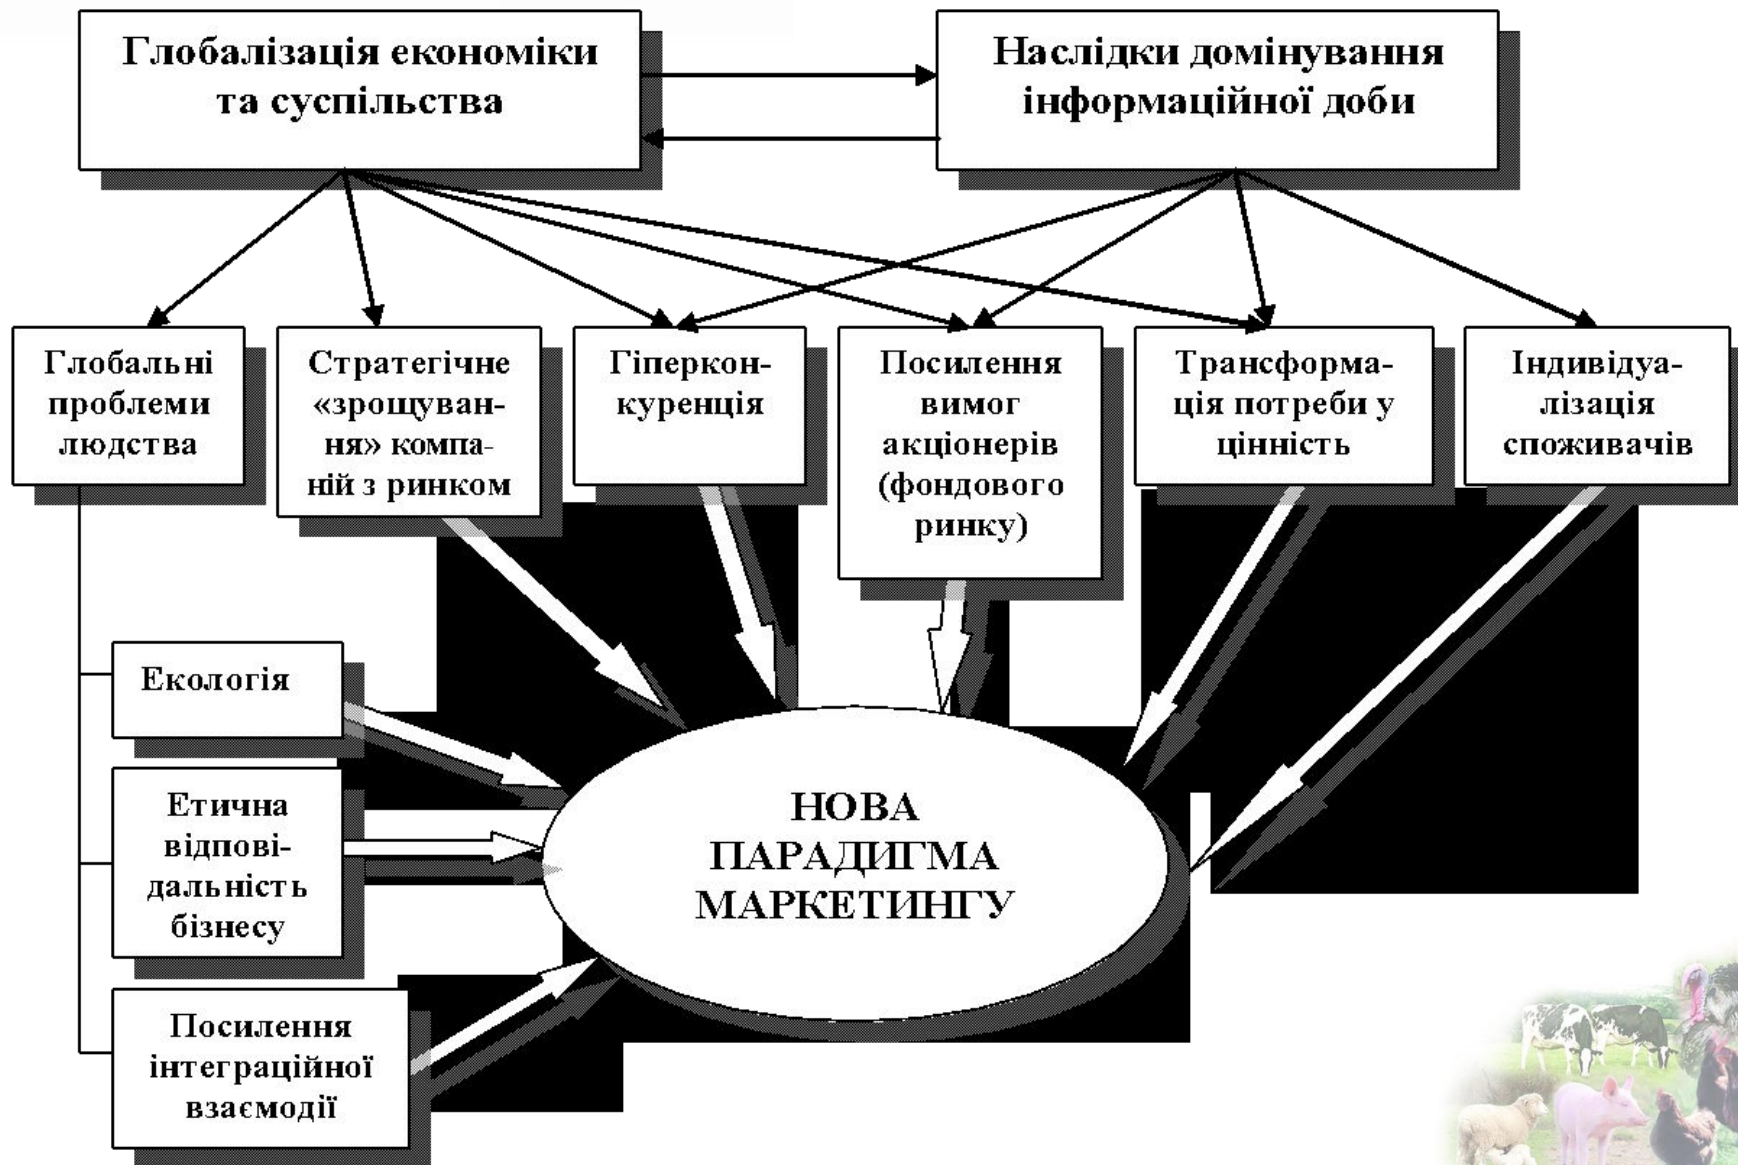 Глобалізація економіки
та суспільства
Наслідки домінування
інформаційної доби
Глобальні
проблеми
людства
Стратегічне
«зрощуван-
ня» компа-
ній з ринком
Гіперкон-
куренція
Посилення
вимог
акціонерів
(фондового
ринку)
Трансформа-
ція потреби у
цінність
Індивідуа-
лізація
споживачів
Екологія
Етична
відпові-
дальність
бізнесу
Посилення
інтеграційної
взаємодії
НОВА
ПАРАДИГМА
МАРКЕТИНГУ